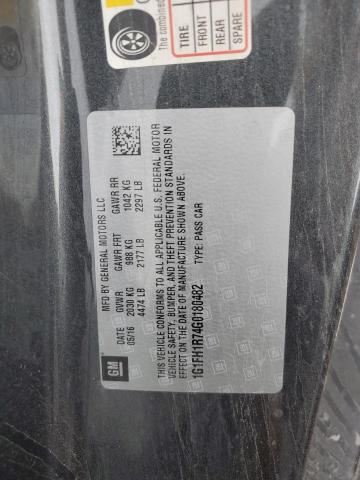 The combined
TIRE
FRONT
REAR
SPARE
GM
MFD BY GENERAL MOTORS LLC
DATE GVWR GAWR FRT GAWR RR
05/16 2030 KG 988 KG 1042 KG
4474 LB 2177 LB 2297 LB
THIS VEHICLE CONFORMS TO ALL APPLICABLE U.S. FEDERAL MOTOR
VEHICLE SAFETY, BUMPER, AND THEFT PREVENTION STANDARDS IN
EFFECT ON THE DATE OF MANUFACTURE SHOWN ABOVE.
1G1FH1R74G0180482 TYPE: PASS CAR